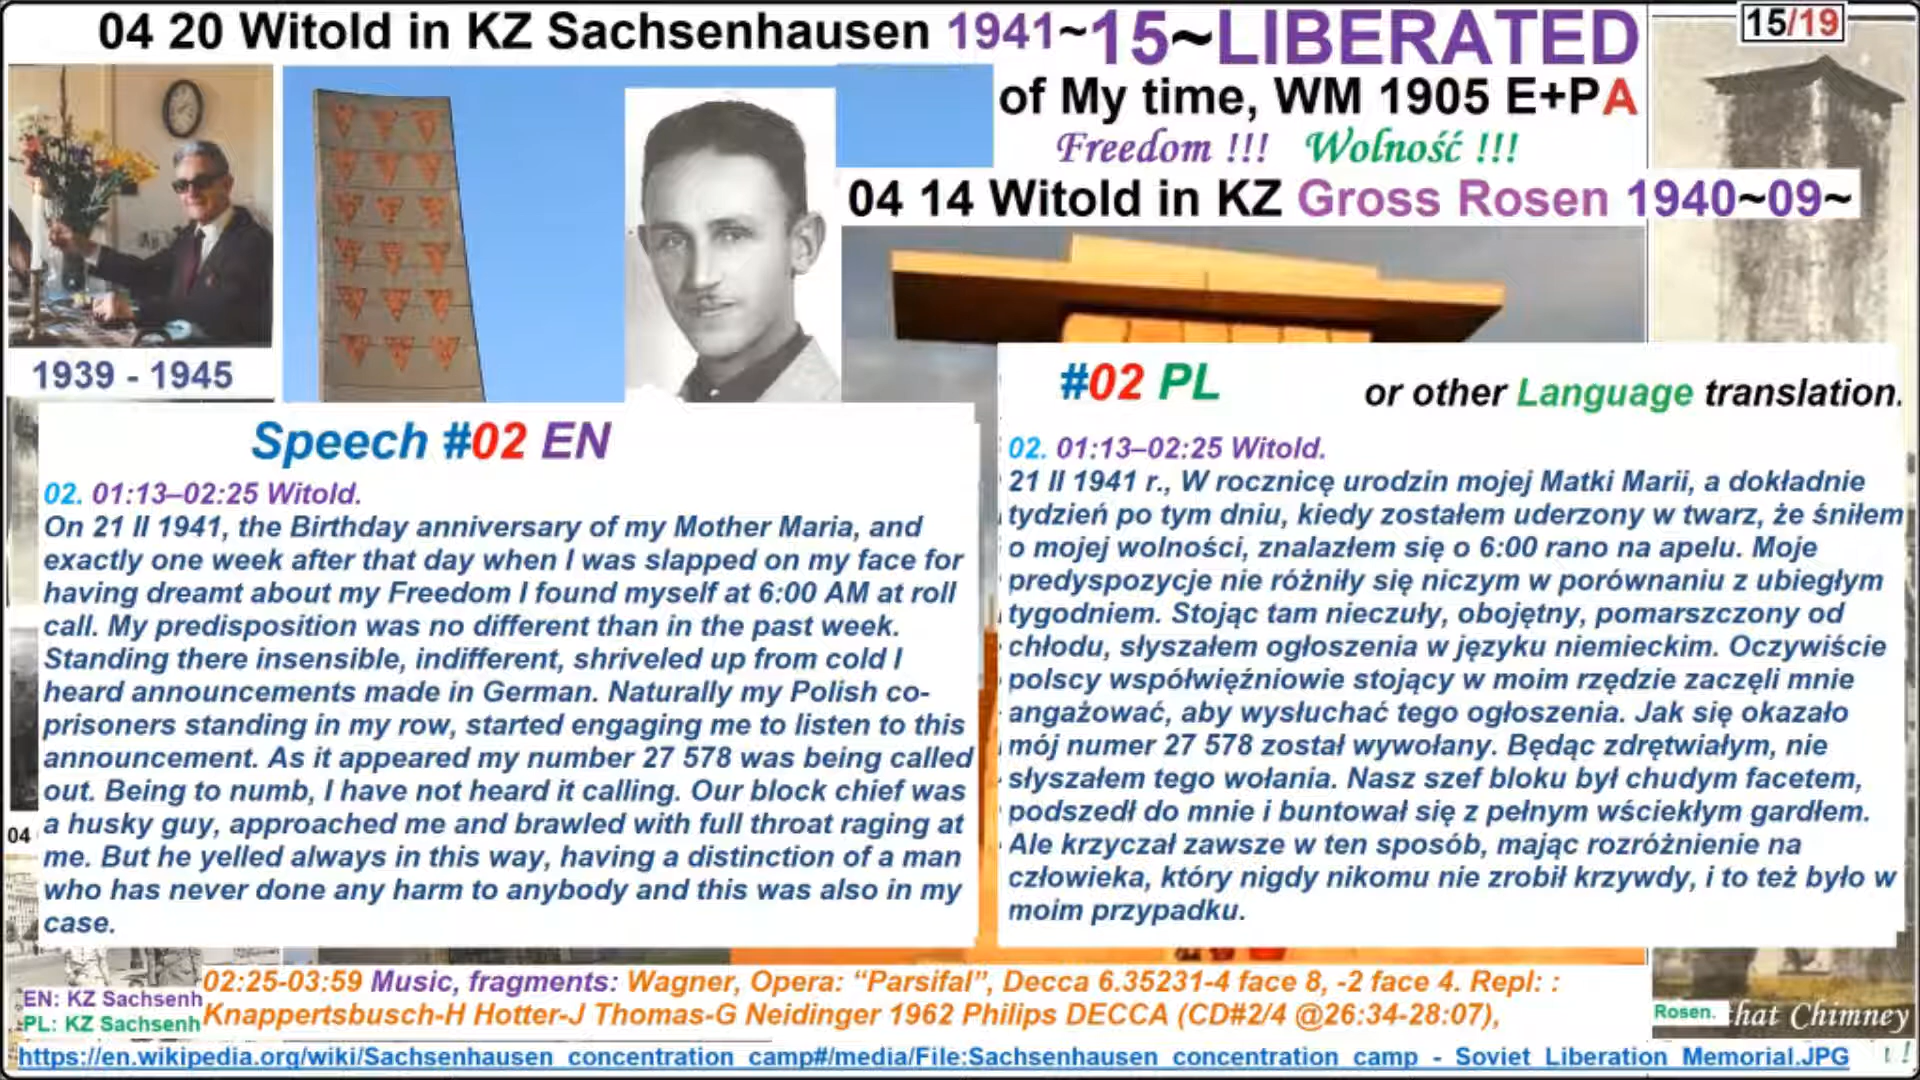 04 20 Witold in KZ Sachsenhausen 1941~15~LIBERATED
15/19
of My time, WM 1905 E+PA
Freedom !!! Wolność !!!
04 14 Witold in KZ Gross Rosen 1940~09~
1939 - 1945
Speech #02 EN
02. 01:13–02:25 Witold.
On 21 II 1941, the Birthday anniversary of my Mother Maria, and
exactly one week after that day when I was slapped on my face for
having dreamt about my Freedom I found myself at 6:00 AM at roll
call. My predisposition was no different than in the past week.
Standing there insensible, indifferent, shriveled up from cold I
heard announcements made in German. Naturally my Polish co-
prisoners standing in my row, started engaging me to listen to this
announcement. As it appeared my number 27 578 was being called
out. Being to numb, I have not heard it calling. Our block chief was
a husky guy, approached me and brawled with full throat raging at
me. But he yelled always in this way, having a distinction of a man
who has never done any harm to anybody and this was also in my
case.
#02 PL or other Language translation.
02. 01:13–02:25 Witold.
21 II 1941 r., W rocznicę urodzin mojej Matki Marii, a dokładnie
tydzień po tym dniu, kiedy zostałem uderzony w twarz, że śniłem
o mojej wolności, znalazłem się o 6:00 rano na apelu. Moje
predyspozycje nie różniły się niczym w porównaniu z ubiegłym
tygodniem. Stojąc tam nieczuły, obojętny, pomarszczony od
chłodu, słyszałem ogłoszenia w języku niemieckim. Oczywiście
polscy współwięźniowie stojący w moim rzędzie zaczęli mnie
angażować, aby wysłuchać tego ogłoszenia. Jak się okazało
mój numer 27 578 został wywołany. Będąc zdrętwiałym, nie
słyszałem tego wołania. Nasz szef bloku był chudym facetem,
podszedł do mnie i buntował się z pełnym wściekłym gardłem.
Ale krzyczał zawsze w ten sposób, mając rozróżnienie na
człowieka, który nigdy nikomu nie zrobił krzywdy, i to też było w
moim przypadku.
04
02:25-03:59 Music, fragments: Wagner, Opera: “Parsifal”, Decca 6.35231-4 face 8, -2 face 4. Repl: :
Knappertsbusch-H Hotter-J Thomas-G Neidinger 1962 Philips DECCA (CD#2/4 @26:34-28:07),
EN: KZ Sachsenh
PL: KZ Sachsenh
Rosen. that Chimney
https://en.wikipedia.org/wiki/Sachsenhausen_concentration_camp#/media/File:Sachsenhausen_concentration_camp_-_Soviet_Liberation_Memorial.JPG